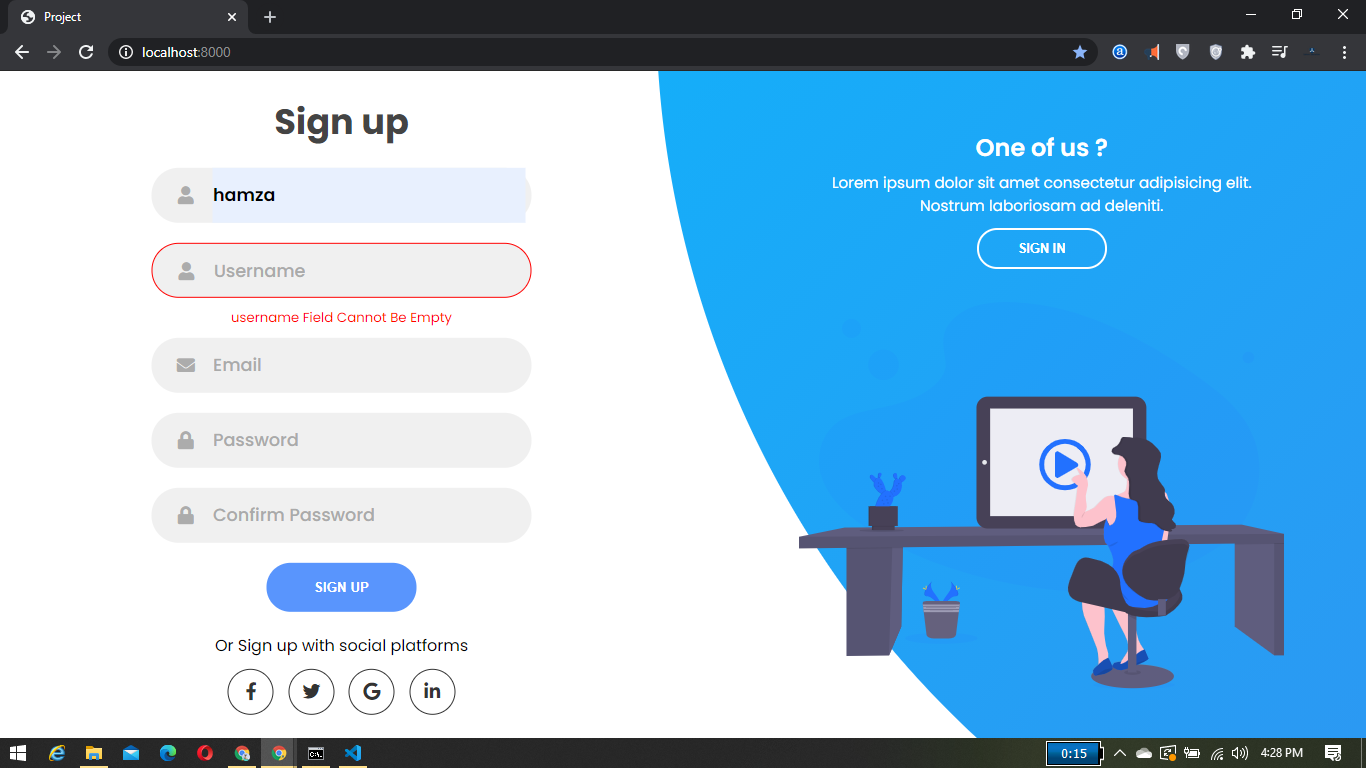 Project
localhost:8000
Sign up
hamza
Username
username Field Cannot Be Empty
Email
Password
Confirm Password
SIGN UP
Or Sign up with social platforms
One of us ?
Lorem ipsum dolor sit amet consectetur adipisicing elit.
Nostrum laboriosam ad deleniti.
SIGN IN
0:15
4:28 PM